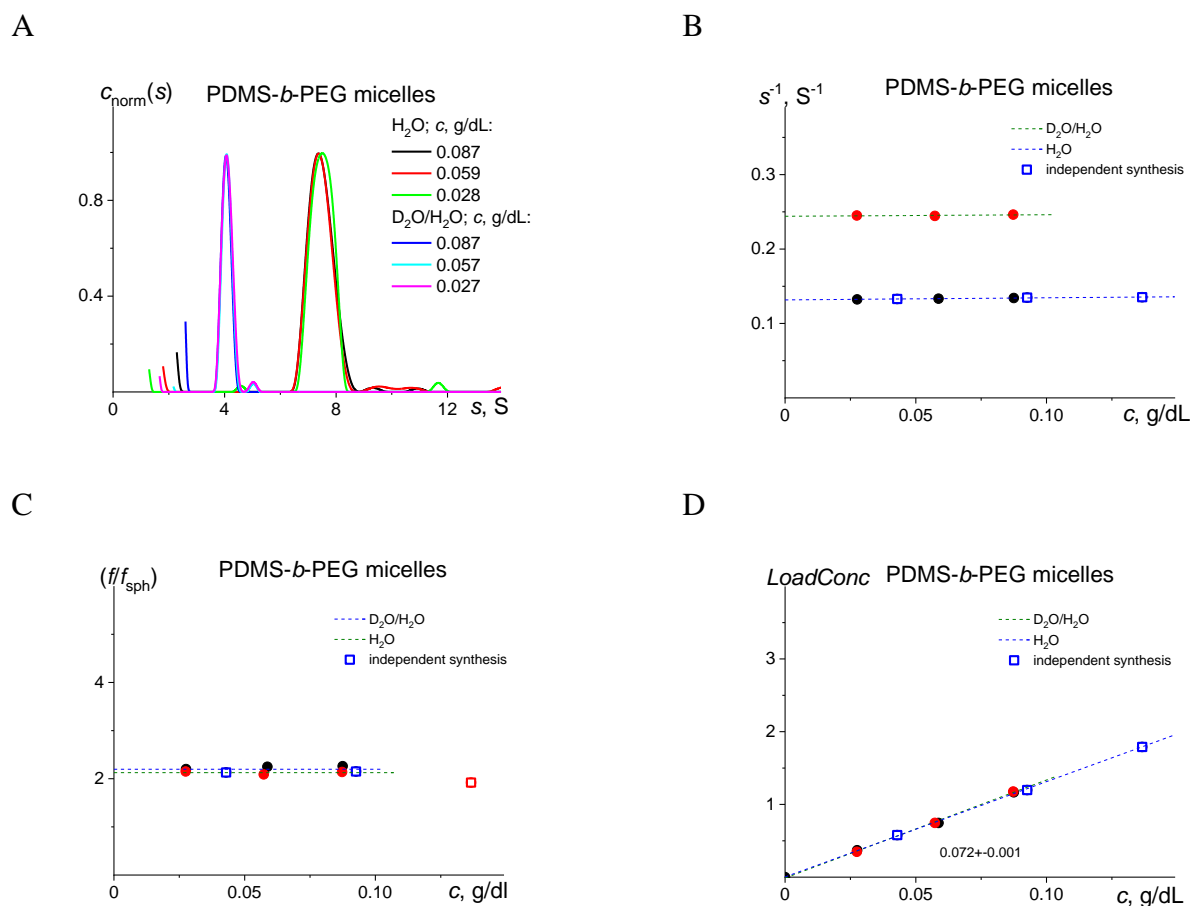 A
c_norm(s) PDMS-b-PEG micelles
H₂O; c, g/dL:
0.087
0.059
0.028
D₂O/H₂O; c, g/dL:
0.087
0.057
0.027
0.8
0.4
0 4 8 12
s, S
B
s⁻¹, S⁻¹ PDMS-b-PEG micelles
D₂O/H₂O
H₂O
independent synthesis
0.3
0.2
0.1
0 0.05 0.10
c, g/dL
C
(f/f_sph) PDMS-b-PEG micelles
D₂O/H₂O
H₂O
independent synthesis
4
2
0 0.05 0.10
c, g/dl
D
LoadConc PDMS-b-PEG micelles
D₂O/H₂O
H₂O
independent synthesis
3
2
1
0.072+-0.001
0 0.05 0.10
c, g/dL